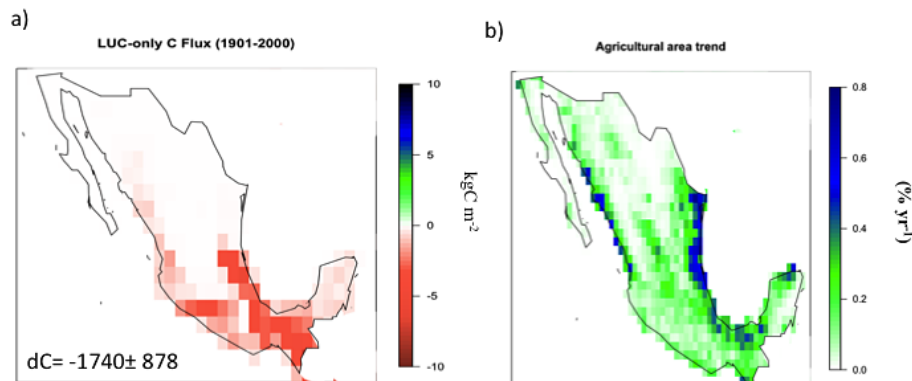 a)
LUC-only C Flux (1901-2000)
10
5
0
-5
-10
kgC m-2
dC= -1740± 878
b)
Agricultural area trend
0.8
0.6
0.4
0.2
0.0
(% yr-1)